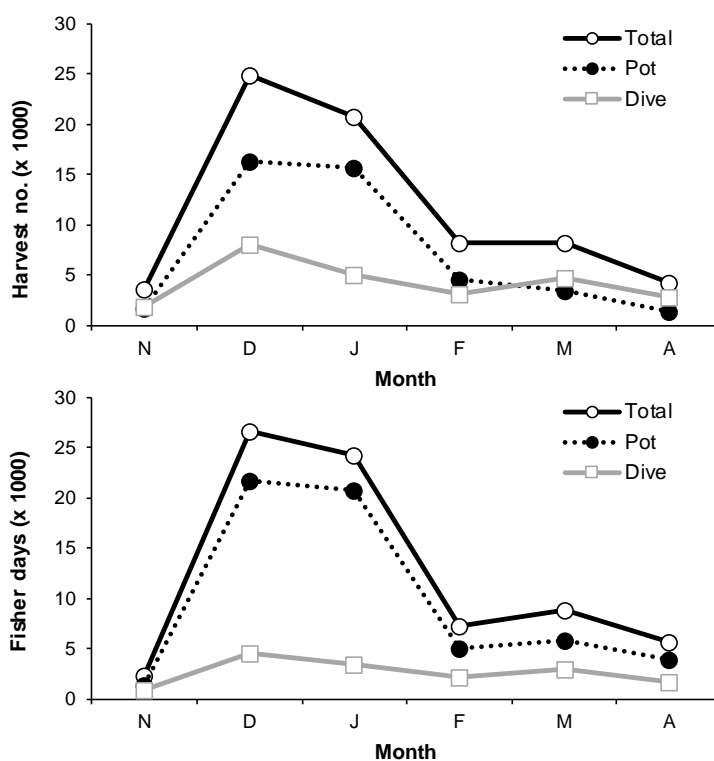 Harvest no. (x 1000)
30
25
20
15
10
5
0
Total
Pot
Dive
N D J F M A
Month
Fisher days (x 1000)
30
25
20
15
10
5
0
Total
Pot
Dive
N D J F M A
Month